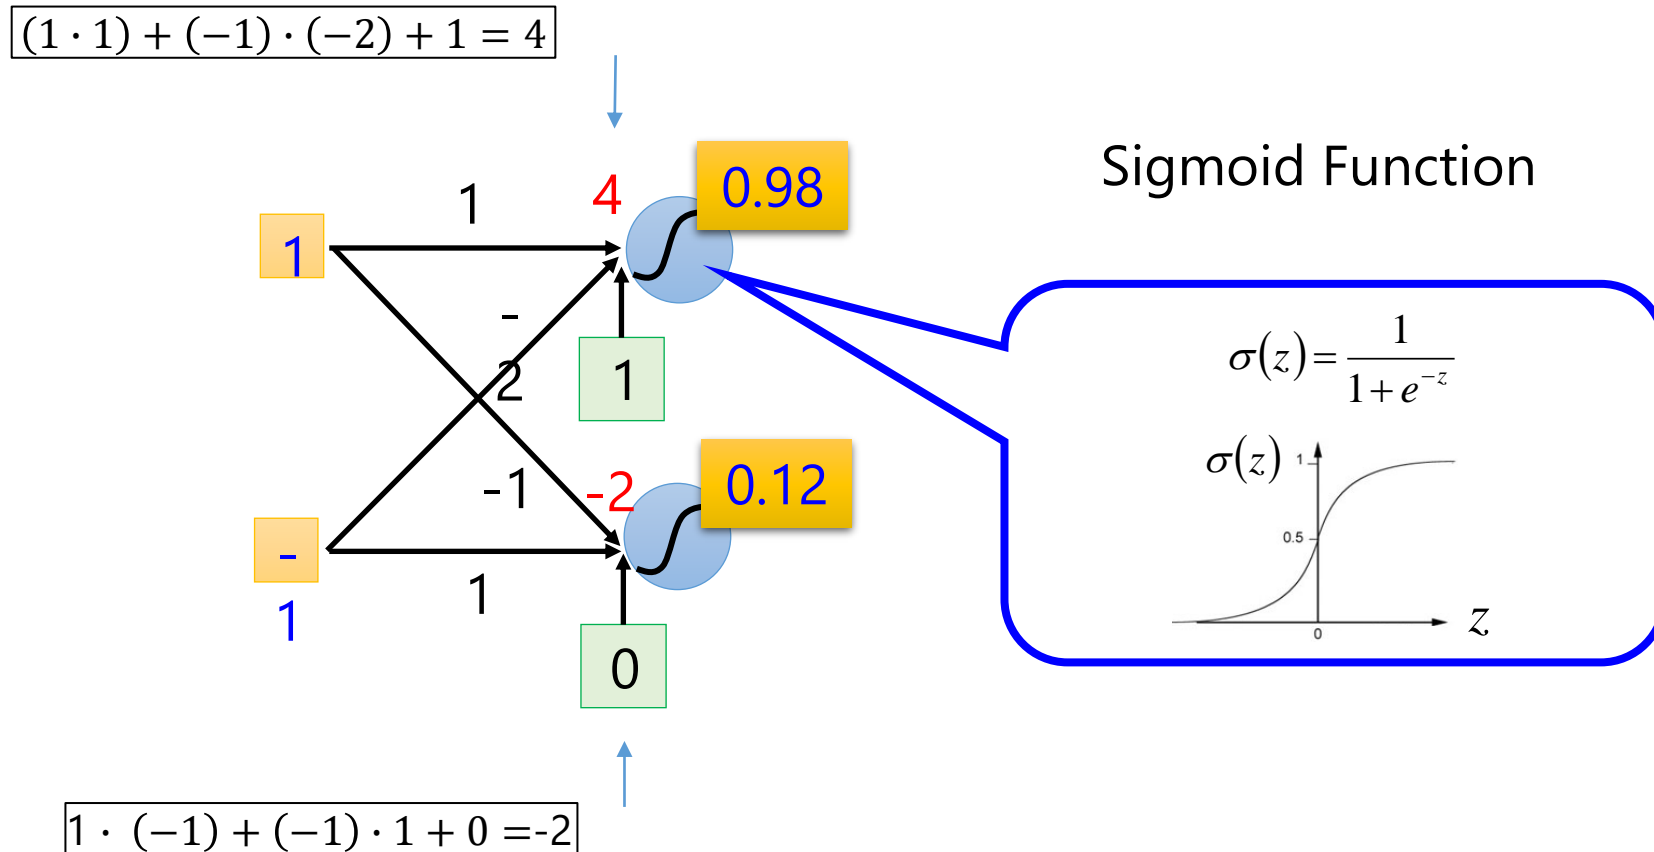 (1 · 1) + (−1) · (−2) + 1 = 4
Sigmoid Function
1
1
4
0.98
-
2
1
σ(z) = 1 / (1 + e^{−z})
σ(z)
1
0.5
0
z
-
1
-1
1
-2
0.12
0
1 · (−1) + (−1) · 1 + 0 =-2